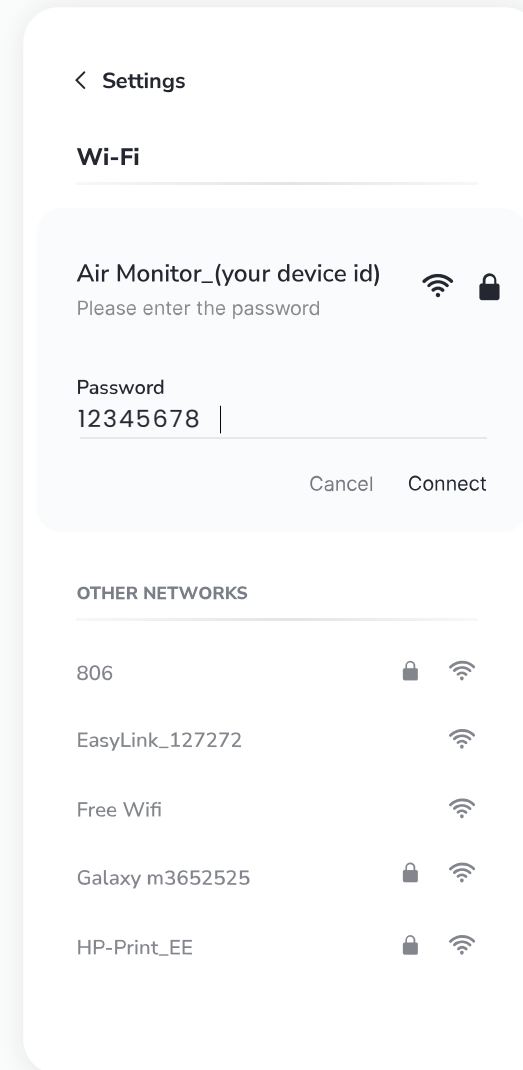 Settings
Wi-Fi
Air Monitor_(your device id)
Please enter the password
Password
12345678
Cancel Connect
OTHER NETWORKS
806
EasyLink_127272
Free Wifi
Galaxy m3652525
HP-Print_EE